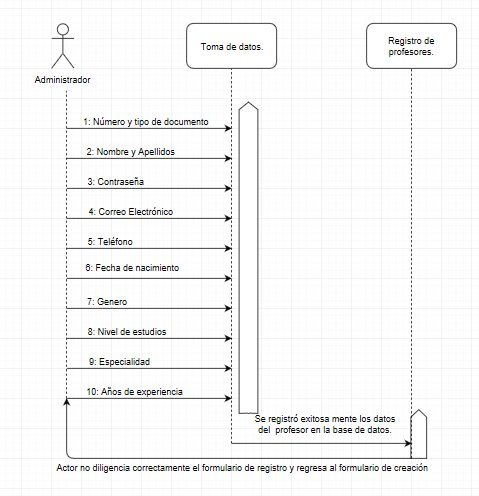 Administrador
Toma de datos.
Registro de
profesores.
1: Número y tipo de documento
2: Nombre y Apellidos
3: Contraseña
4: Correo Electrónico
5: Teléfono
6: Fecha de nacimiento
7: Genero
8: Nivel de estudios
9: Especialidad
10: Años de experiencia
Se registró exitosa mente los datos
del profesor en la base de datos.
Actor no diligencia correctamente el formulario de registro y regresa al formulario de creación